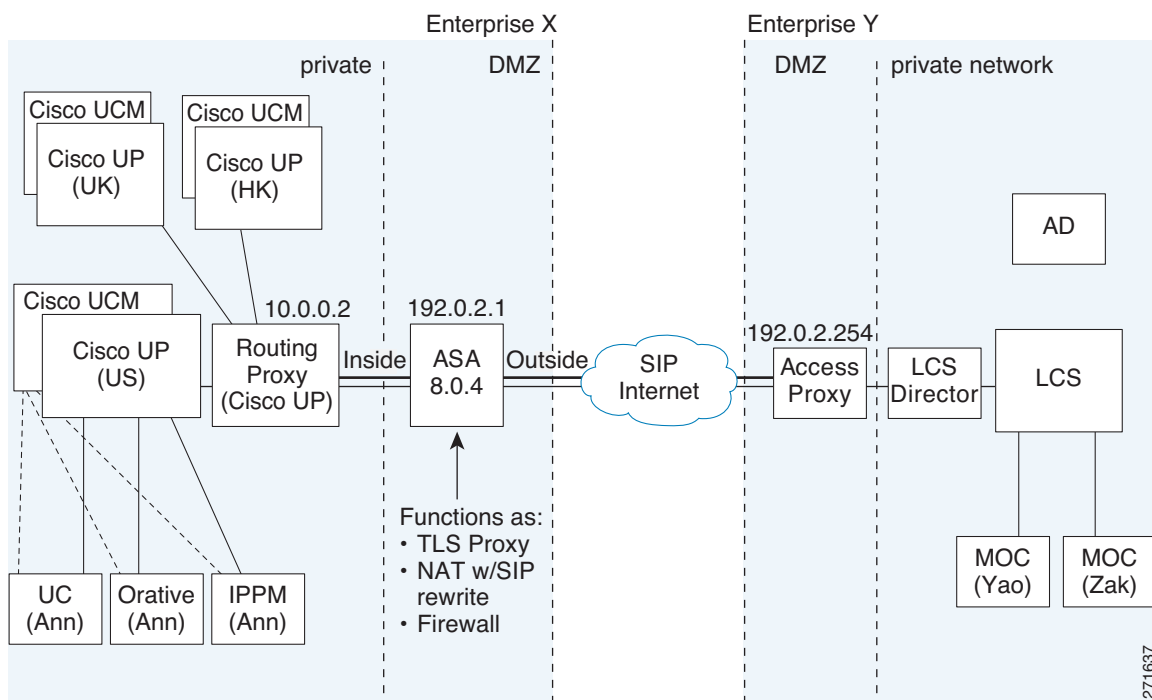 Enterprise X
Enterprise Y
private
DMZ
DMZ
private network
Cisco UCM
Cisco UP
(UK)
Cisco UCM
Cisco UP
(HK)
AD
Cisco UCM
Cisco UP
(US)
10.0.0.2
Routing
Proxy
(Cisco UP)
Inside
192.0.2.1
ASA
8.0.4
Outside
SIP
Internet
192.0.2.254
Access
Proxy
LCS
Director
LCS
Functions as:
• TLS Proxy
• NAT w/SIP
rewrite
• Firewall
UC
(Ann)
Orative
(Ann)
IPPM
(Ann)
MOC
(Yao)
MOC
(Zak)
271637